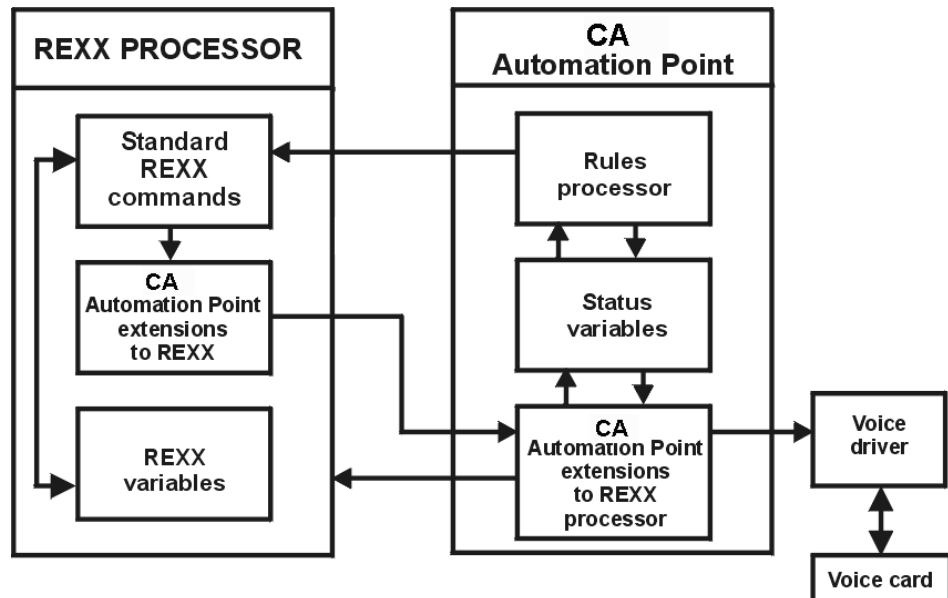 REXX PROCESSOR
Standard
REXX
commands
CA
Automation Point
extensions
to REXX
REXX
variables
CA
Automation Point
Rules
processor
Status
variables
CA
Automation Point
extensions
to REXX
processor
Voice
driver
Voice card